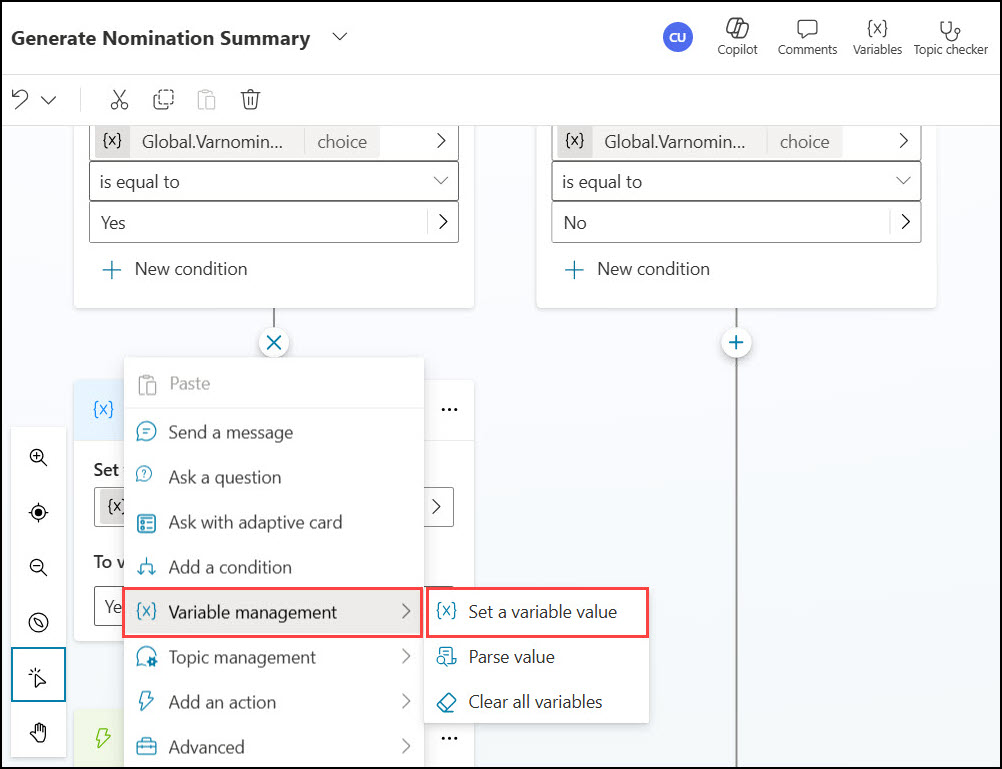 Generate Nomination Summary
CU
Copilot
Comments
{x}
Variables
Topic checker
{x} Global.Varnomin... choice
is equal to
Yes
New condition
{x} Global.Varnomin... choice
is equal to
No
New condition
Paste
{x}
Send a message
Ask a question
Set
{x}
Ask with adaptive card
To v
Add a condition
Ye
{x} Variable management
{x} Set a variable value
Topic management
Parse value
Add an action
Clear all variables
Advanced